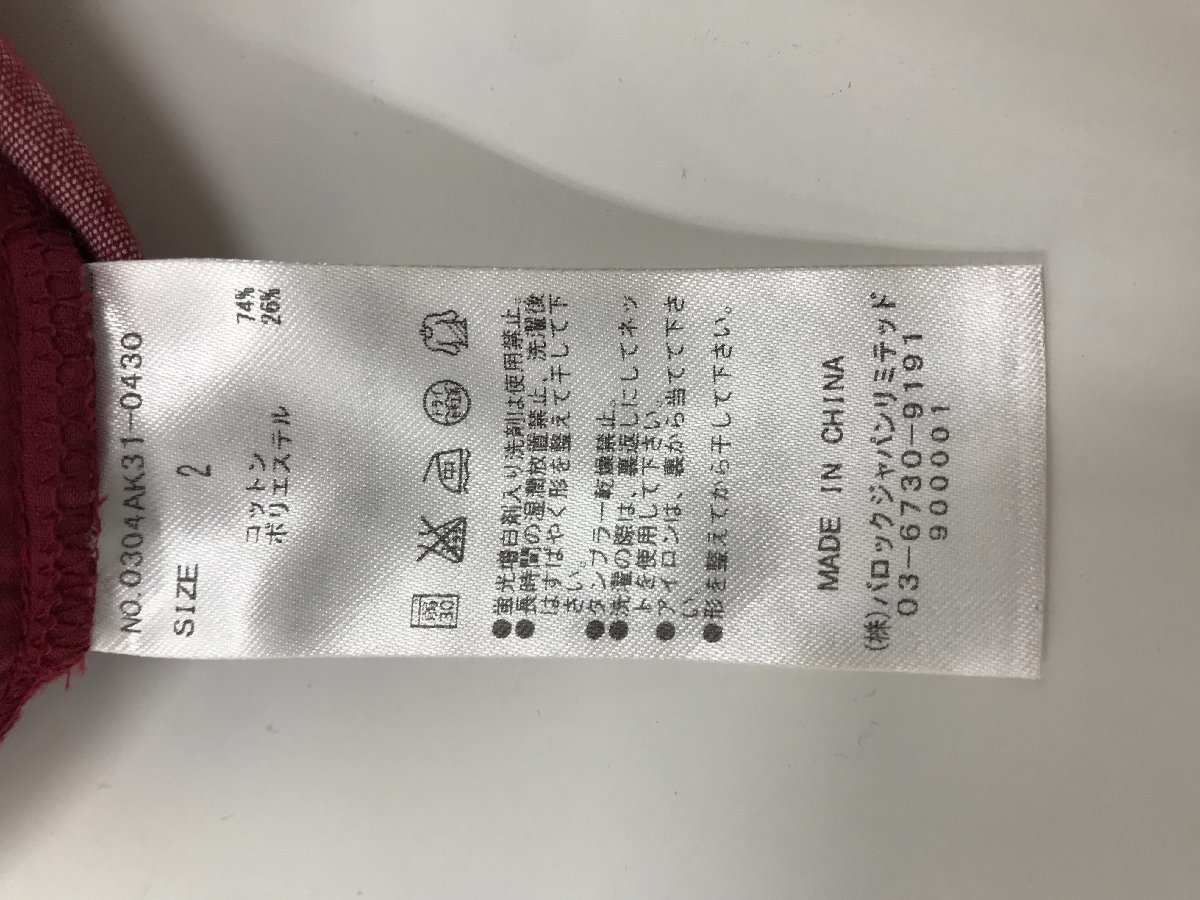 NO.0304AK31-0430
SIZE 2
コットン 74%
ポリエステル 26%
中
●蛍光増白剤入り洗剤は使用禁止。
●長時間の湿潤放置禁止、洗濯後
はすばやく形を整えて干して下
さい。
●タンブラー乾燥禁止。
●洗濯の際は、裏返しにしてネッ
トを使用して下さい。
●アイロンは、裏から当てて下さ
い。
●形を整えてから干して下さい。
MADE IN CHINA
(株)バロックジャパンリミテッド
03-6730-9191
900001